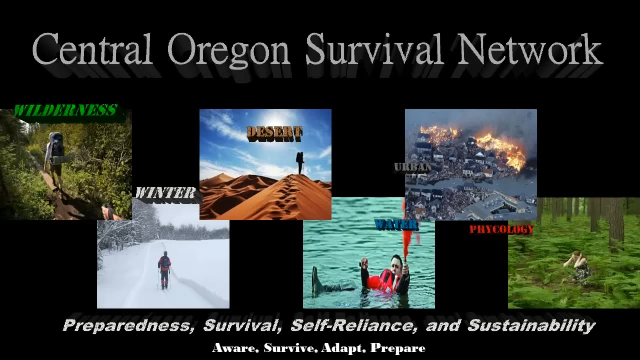 Central Oregon Survival Network
WILDERNESS
DESERT
URBAN
WINTER
WATER
PHYCOLOGY
Preparedness, Survival, Self-Reliance, and Sustainability
Aware, Survive, Adapt, Prepare